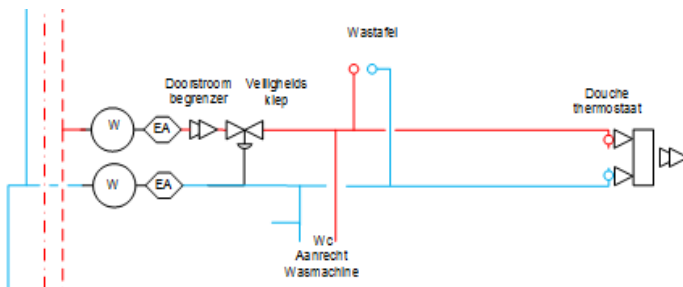 Wastafel
Doorstroom
begrenzer
Veiligheids
klep
Douche
thermostaat
W
EA
W
EA
Wc
Aanrecht
Wasmachine